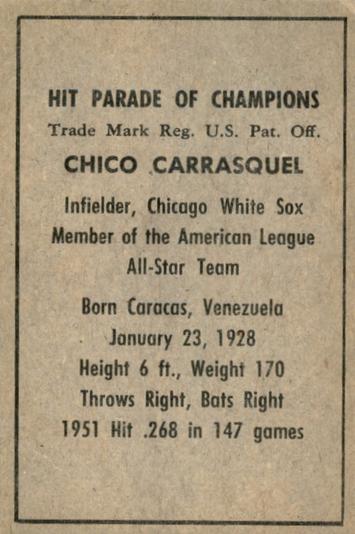 HIT PARADE OF CHAMPIONS
Trade Mark Reg. U.S. Pat. Off.
CHICO CARRASQUEL
Infielder, Chicago White Sox
Member of the American League
All-Star Team
Born Caracas, Venezuela
January 23, 1928
Height 6 ft., Weight 170
Throws Right, Bats Right
1951 Hit .268 in 147 games